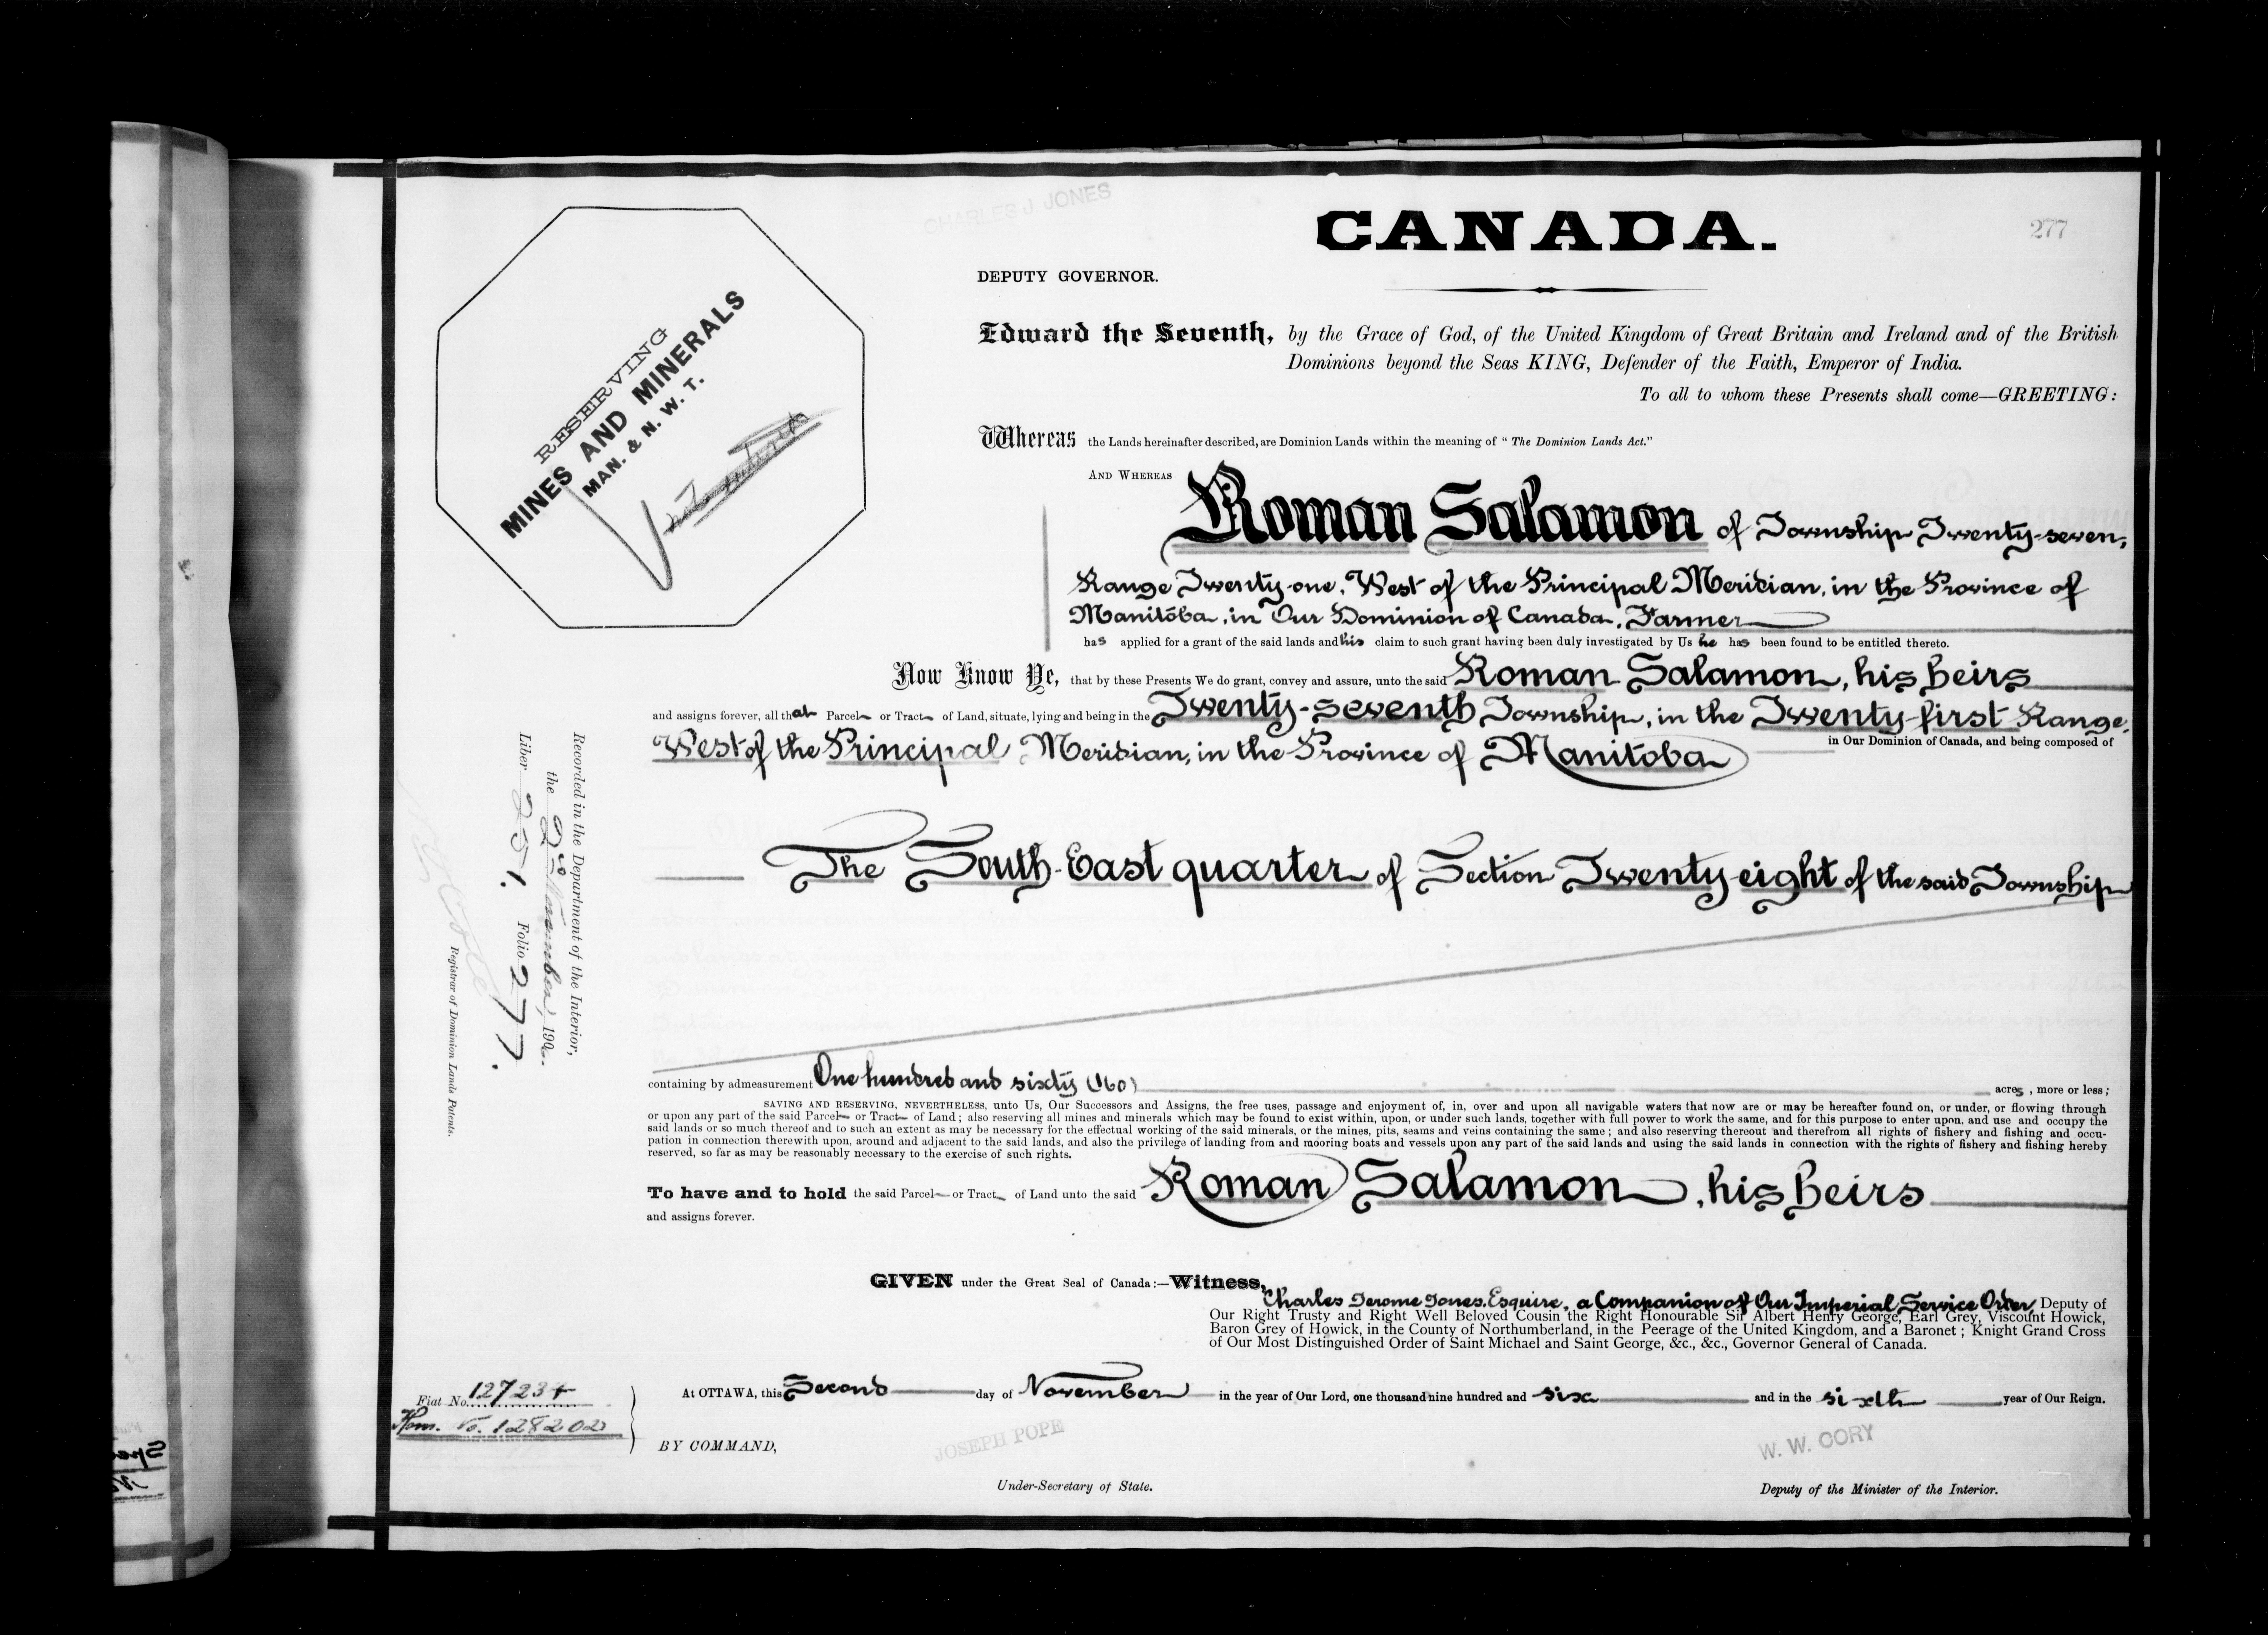 277
CHARLES J. JONES
CANADA.
DEPUTY GOVERNOR.
RESERVING
MINES AND MINERALS
MAN. & N. W. T.
Edward the Seventh, by the Grace of God, of the United Kingdom of Great Britain and Ireland and of the British
Dominions beyond the Seas KING, Defender of the Faith, Emperor of India.
To all to whom these Presents shall come—GREETING:
Whereas the Lands hereinafter described, are Dominion Lands within the meaning of " The Dominion Lands Act."
AND WHEREAS Roman Salamon of Township Twenty-seven,
Range Twenty-one, West of the Principal Meridian, in the Province of
Manitoba, in Our Dominion of Canada, Farmer
has applied for a grant of the said lands and his claim to such grant having been duly investigated by Us he has been found to be entitled thereto.
Now Know Ye, that by these Presents We do grant, convey and assure, unto the said Roman Salamon, his heirs
and assigns forever, all that Parcel or Tract of Land, situate, lying and being in the Twenty-seventh Township, in the Twenty-first Range,
West of the Principal Meridian, in the Province of Manitoba in Our Dominion of Canada, and being composed of
The South-East quarter of Section Twenty-eight of the said Township
containing by admeasurement One hundred and sixty (160) acres, more or less;
SAVING AND RESERVING, NEVERTHELESS, unto Us, Our Successors and Assigns, the free uses, passage and enjoyment of, in, over and upon all navigable waters that now are or may be hereafter found on, or under, or flowing through
or upon any part of the said Parcel or Tract of Land; also reserving all mines and minerals which may be found to exist within, upon, or under such lands, together with full power to work the same, and for this purpose to enter upon, and use and occupy the
said lands or so much thereof and to such an extent as may be necessary for the effectual working of the said minerals, or the mines, pits, seams and veins containing the same; and also reserving thereout and therefrom all rights of fishery and fishing and occu-
pation in connection therewith upon, around and adjacent to the said lands, and also the privilege of landing from and mooring boats and vessels upon any part of the said lands and using the said lands in connection with the rights of fishery and fishing hereby
reserved, so far as may be reasonably necessary to the exercise of such rights.
To have and to hold the said Parcel or Tract of Land unto the said Roman Salamon, his heirs
and assigns forever.
GIVEN under the Great Seal of Canada:—Witness,
Charles Jerome Jones, Esquire, a Companion of Our Imperial Service Order, Deputy of
Our Right Trusty and Right Well Beloved Cousin the Right Honourable Sir Albert Henry George, Earl Grey, Viscount Howick,
Baron Grey of Howick, in the County of Northumberland, in the Peerage of the United Kingdom, and a Baronet; Knight Grand Cross
of Our Most Distinguished Order of Saint Michael and Saint George, &c., &c., Governor General of Canada.
At OTTAWA, this Second day of November in the year of Our Lord, one thousand nine hundred and six and in the sixth year of Our Reign.
BY COMMAND,
JOSEPH POPE
Under-Secretary of State.
W. W. CORY
Deputy of the Minister of the Interior.
Fiat No. 127234
Hom. No. 128202
Recorded in the Department of the Interior,
the November, 1906.
Liber 251. Folio 277.
Registrar of Dominion Lands Patents.